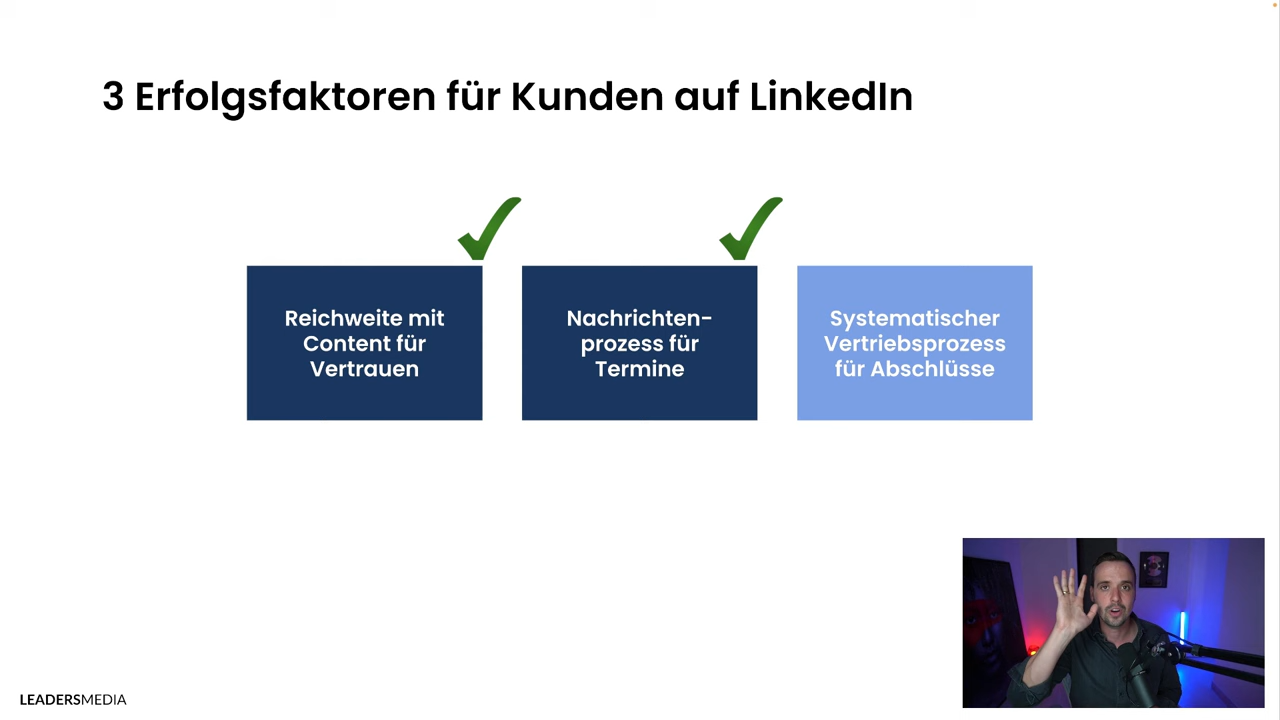 3 Erfolgsfaktoren für Kunden auf LinkedIn
Reichweite mit
Content für
Vertrauen
Nachrichten-
prozess für
Termine
Systematischer
Vertriebsprozess
für Abschlüsse
LEADERSMEDIA